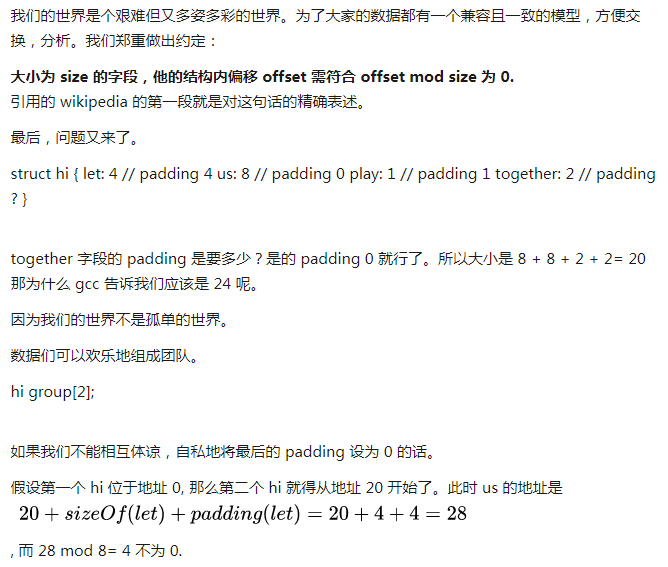 我们的世界是个艰难但又多姿多彩的世界。为了大家的数据都有一个兼容且一致的模型，方便交
换，分析。我们郑重做出约定：
大小为 size 的字段，他的结构内偏移 offset 需符合 offset mod size 为 0.
引用的 wikipedia 的第一段就是对这句话的精确表述。
最后，问题又来了。
struct hi { let: 4 // padding 4 us: 8 // padding 0 play: 1 // padding 1 together: 2 // padding
? }
together 字段的 padding 是要多少？是的 padding 0 就行了。所以大小是 8 + 8 + 2 + 2= 20
那为什么 gcc 告诉我们应该是 24 呢。
因为我们的世界不是孤单的世界。
数据们可以欢乐地组成团队。
hi group[2];
如果我们不能相互体谅，自私地将最后的 padding 设为 0 的话。
假设第一个 hi 位于地址 0, 那么第二个 hi 就得从地址 20 开始了。此时 us 的地址是
20 + sizeOf(let) + padding(let) = 20 + 4 + 4 = 28
, 而 28 mod 8= 4 不为 0.